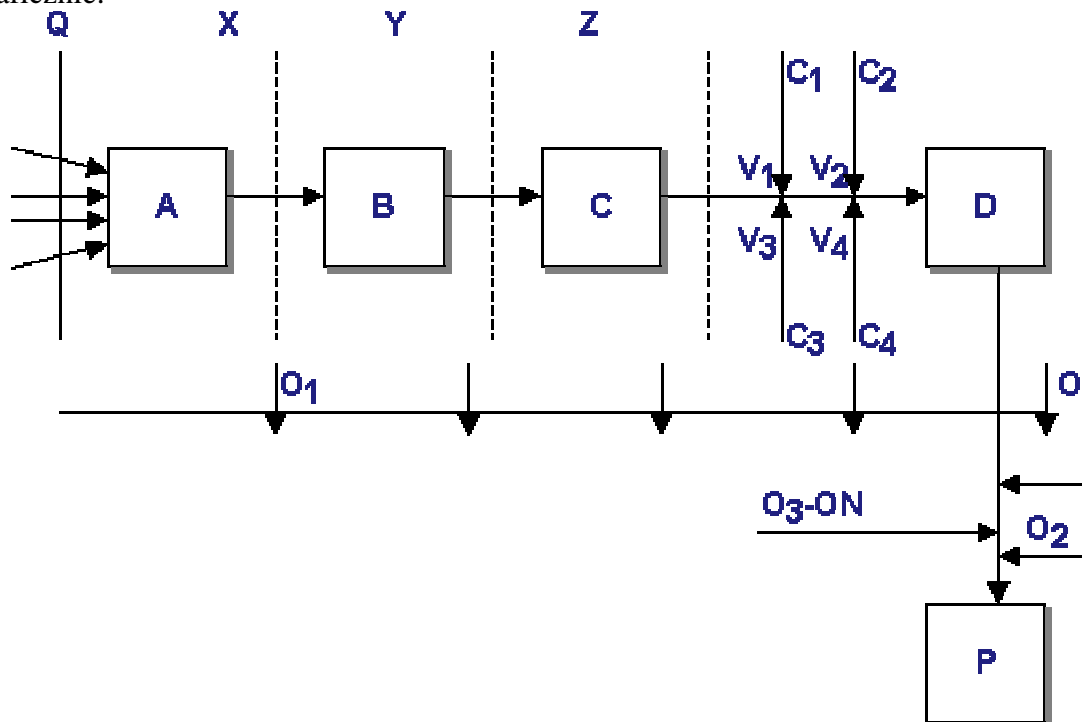 Q X Y Z
C1 C2
V1 V2
A B C D
V3 V4
C3 C4
O1 O
O3-ON
O2
P